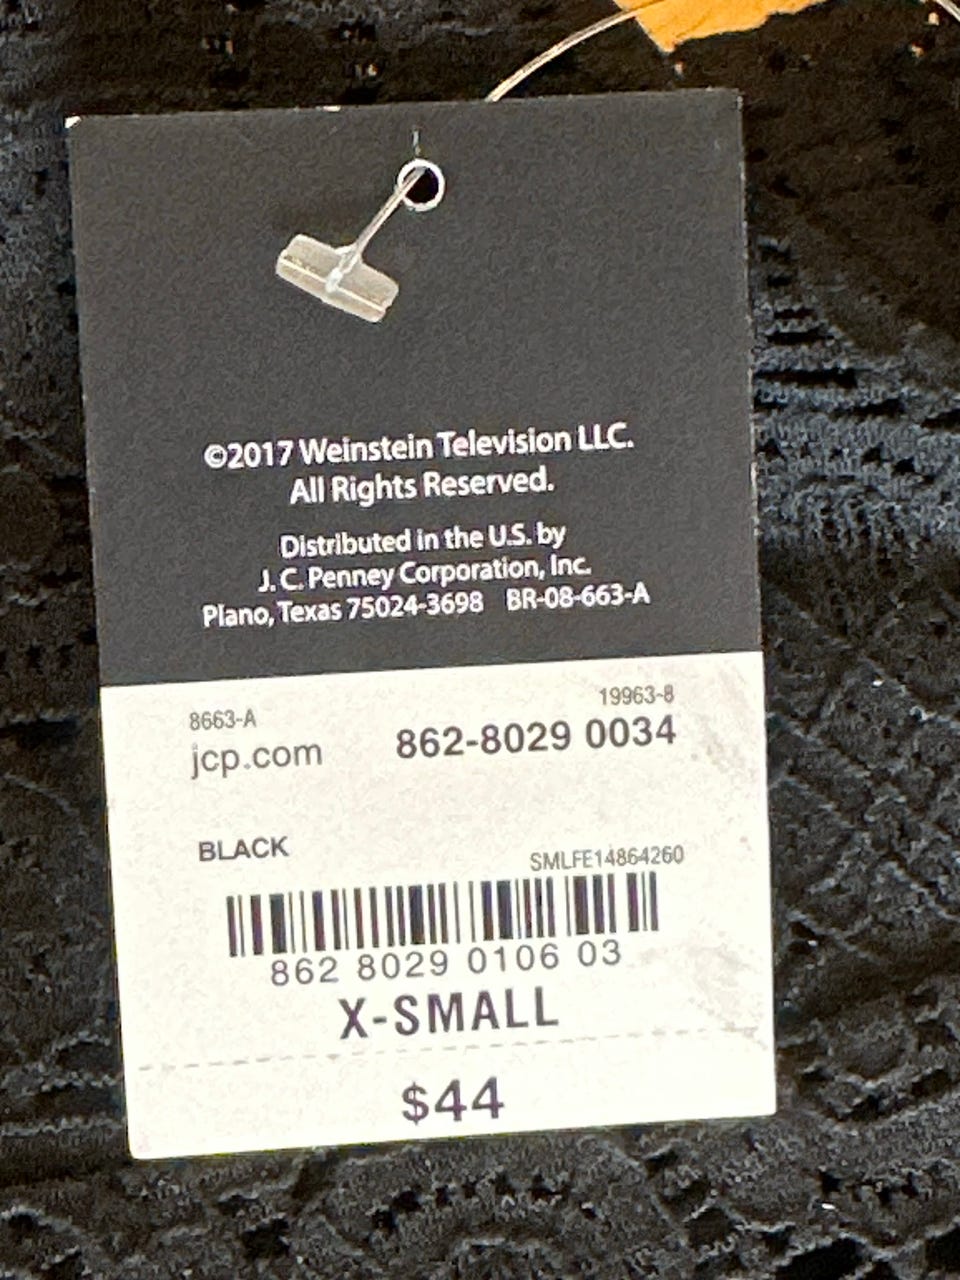 ©2017 Weinstein Television LLC.
All Rights Reserved.
Distributed in the U.S. by
J. C. Penney Corporation, Inc.
Plano, Texas 75024-3698 BR-08-663-A
8663-A 19963-8
jcp.com 862-8029 0034
BLACK
SMLFE14864260
862 8029 0106 03
X-SMALL
$44